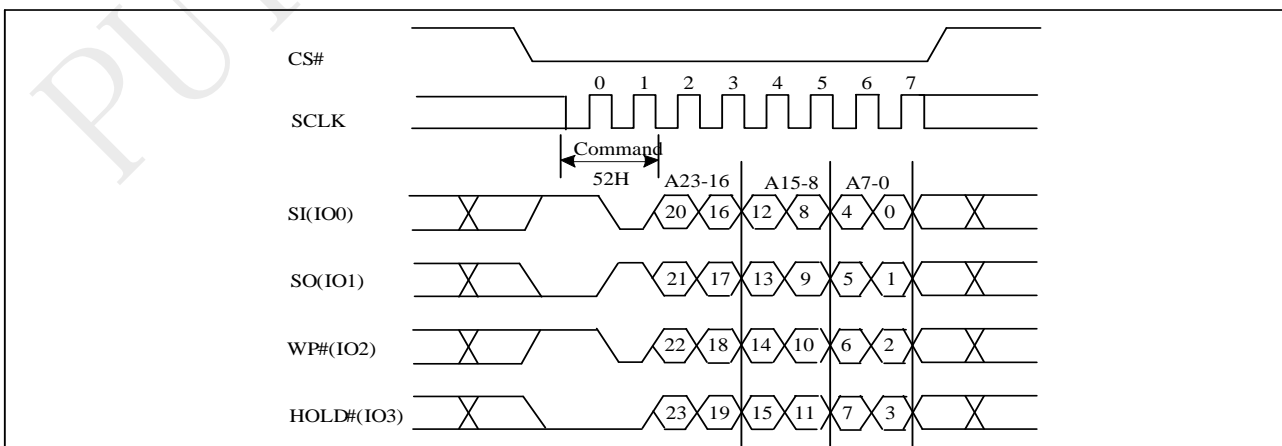 PUY
CS#
0 1 2 3 4 5 6 7
SCLK
Command
52H
A23-16 A15-8 A7-0
SI(IO0) 20 16 12 8 4 0
SO(IO1) 21 17 13 9 5 1
WP#(IO2) 22 18 14 10 6 2
HOLD#(IO3) 23 19 15 11 7 3